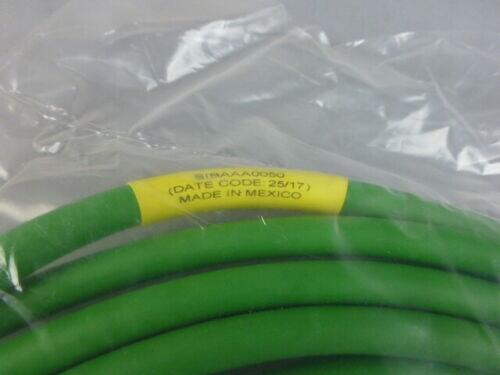 SIBAAA0050
(DATE CODE: 25/17)
MADE IN MEXICO